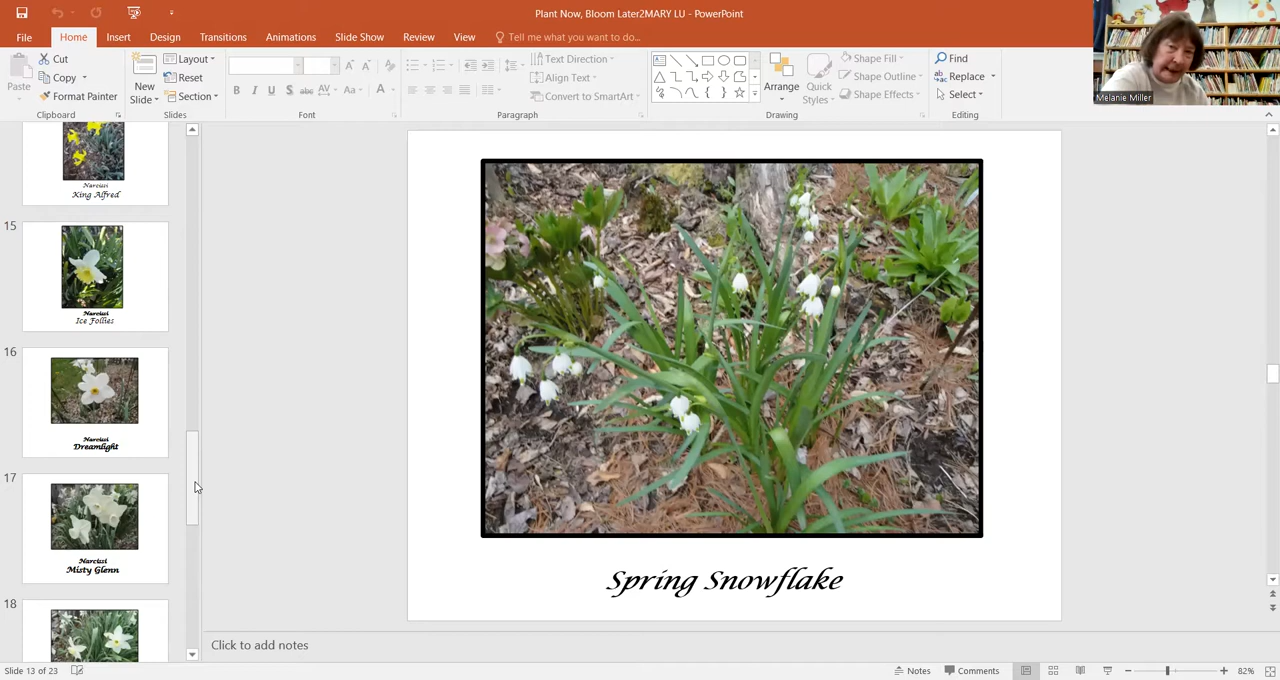 Plant Now, Bloom Later2MARY LU - PowerPoint
File Home Insert Design Transitions Animations Slide Show Review View Tell me what you want to do...
Paste
Cut
Copy
Format Painter
Clipboard
New
Slide
Layout
Reset
Section
Slides
B I U S abc AV Aa A
Font
Text Direction
Align Text
Convert to SmartArt
Paragraph
Arrange
Quick
Styles
Shape Fill
Shape Outline
Shape Effects
Drawing
Find
Replace
Select
Editing
Melanie Miller
Narcissi
King Alfred
15
Narcissi
Ice Follies
16
Narcissi
Dreamlight
17
Narcissi
Misty Glenn
18
Spring Snowflake
Click to add notes
Slide 13 of 23
Notes Comments 82%